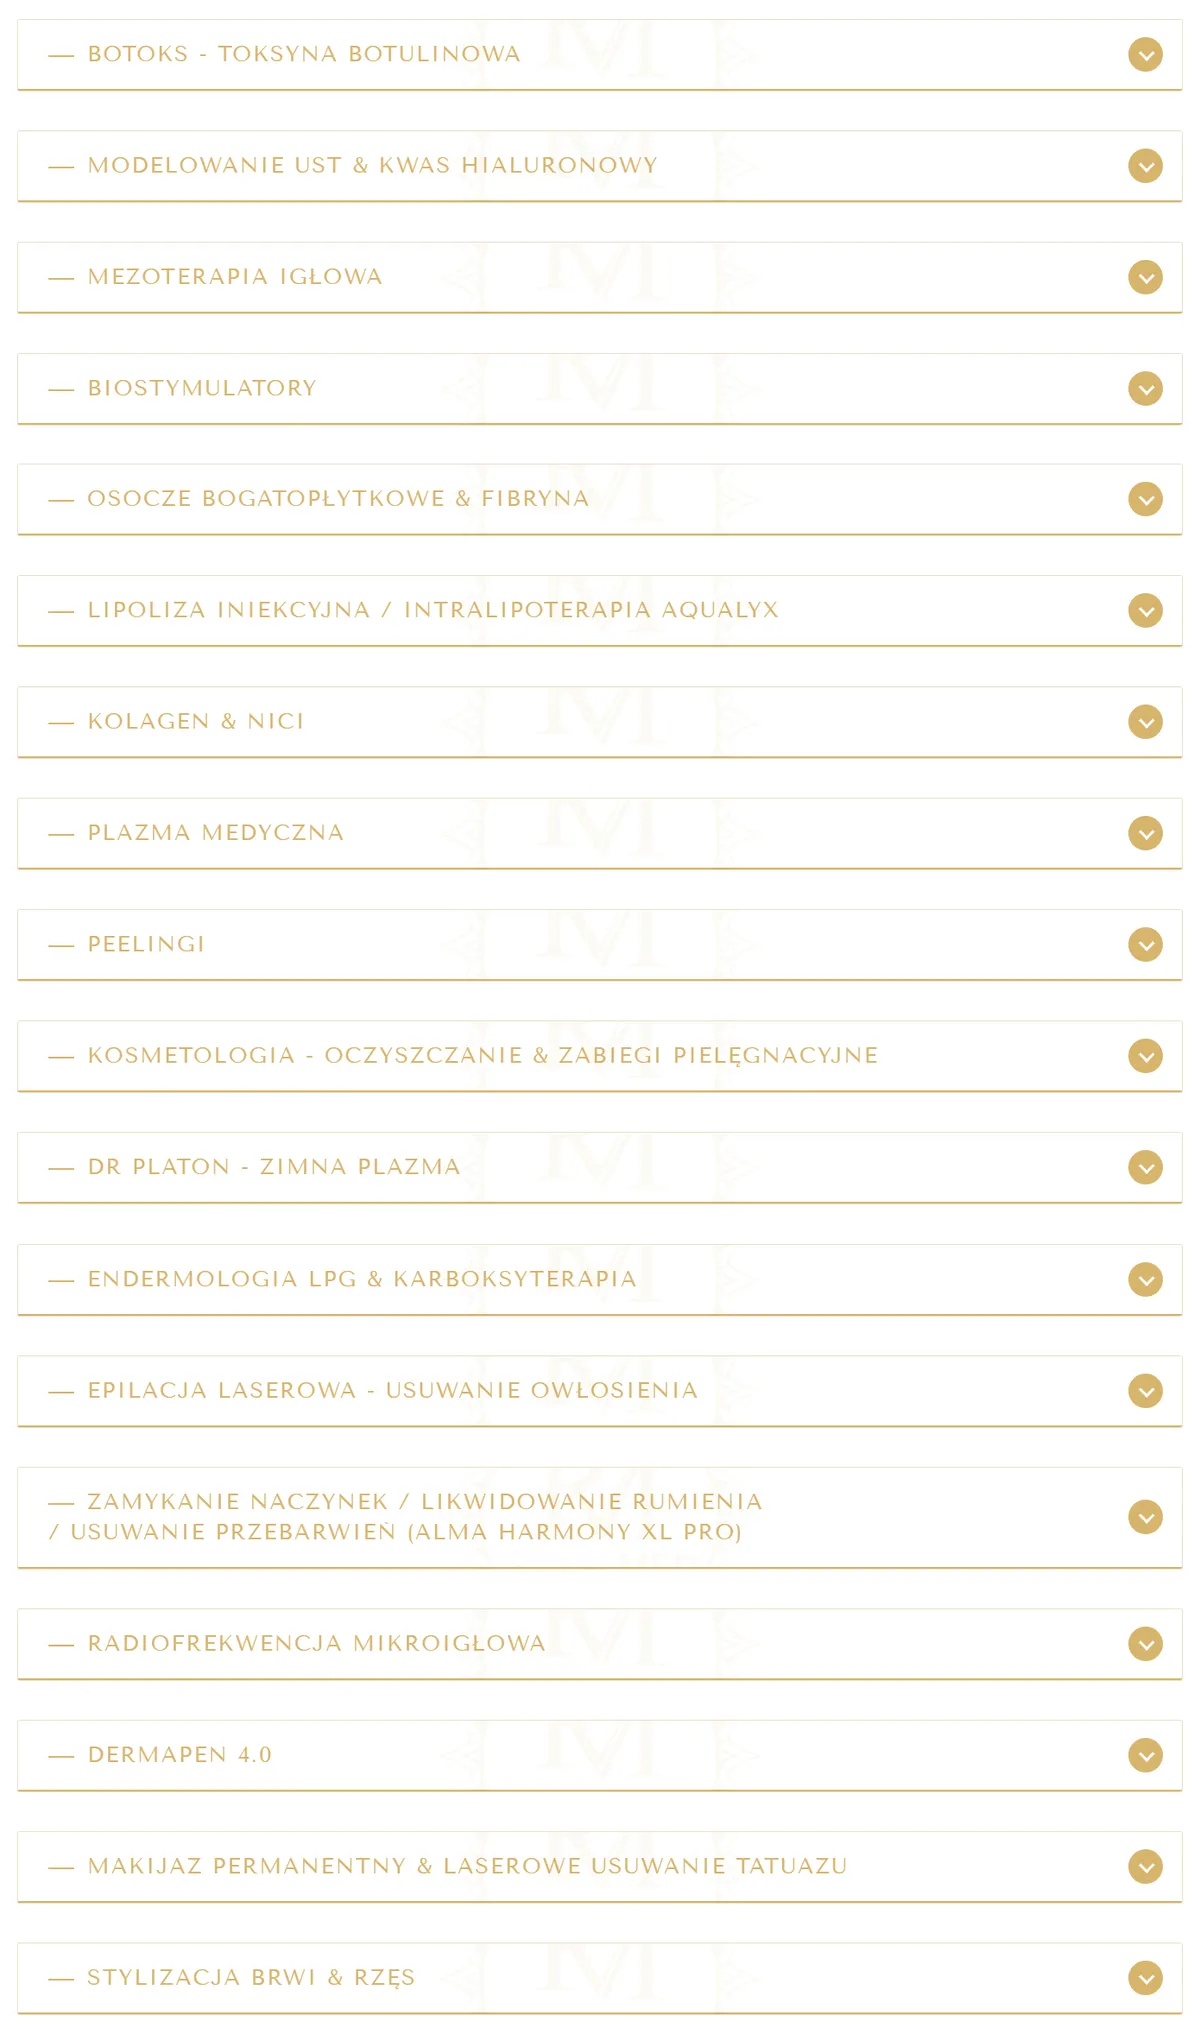 — BOTOKS - TOKSYNA BOTULINOWA
— MODELOWANIE UST & KWAS HIALURONOWY
— MEZOTERAPIA IGŁOWA
— BIOSTYMULATORY
— OSOCZE BOGATOPŁYTKOWE & FIBRYNA
— LIPOLIZA INIEKCYJNA / INTRALIPOTERAPIA AQUALYX
— KOLAGEN & NICI
— PLAZMA MEDYCZNA
— PEELINGI
— KOSMETOLOGIA - OCZYSZCZANIE & ZABIEGI PIELĘGNACYJNE
— DR PLATON - ZIMNA PLAZMA
— ENDERMOLOGIA LPG & KARBOKSYTERAPIA
— EPILACJA LASEROWA - USUWANIE OWŁOSIENIA
— ZAMYKANIE NACZYNEK / LIKWIDOWANIE RUMIENIA
/ USUWANIE PRZEBARWIEŃ (ALMA HARMONY XL PRO)
— RADIOFREKWENCJA MIKROIGŁOWA
— DERMAPEN 4.0
— MAKIJAZ PERMANENTNY & LASEROWE USUWANIE TATUAZU
— STYLIZACJA BRWI & RZĘS